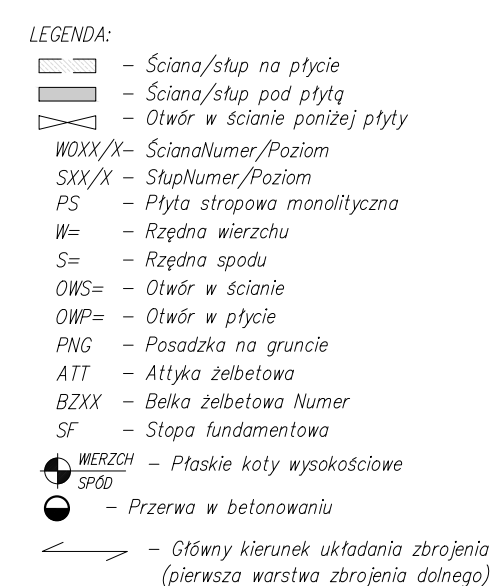 LEGENDA:
– Ściana/słup na płycie
– Ściana/słup pod płytą
– Otwór w ścianie poniżej płyty
WOXX/X– ŚcianaNumer/Poziom
SXX/X – SłupNumer/Poziom
PS – Płyta stropowa monolityczna
W= – Rzędna wierzchu
S= – Rzędna spodu
OWS= – Otwór w ścianie
OWP= – Otwór w płycie
PNG – Posadzka na gruncie
ATT – Attyka żelbetowa
BZXX – Belka żelbetowa Numer
SF – Stopa fundamentowa
WIERZCH – Płaskie koty wysokościowe
SPÓD
– Przerwa w betonowaniu
– Główny kierunek układania zbrojenia
(pierwsza warstwa zbrojenia dolnego)